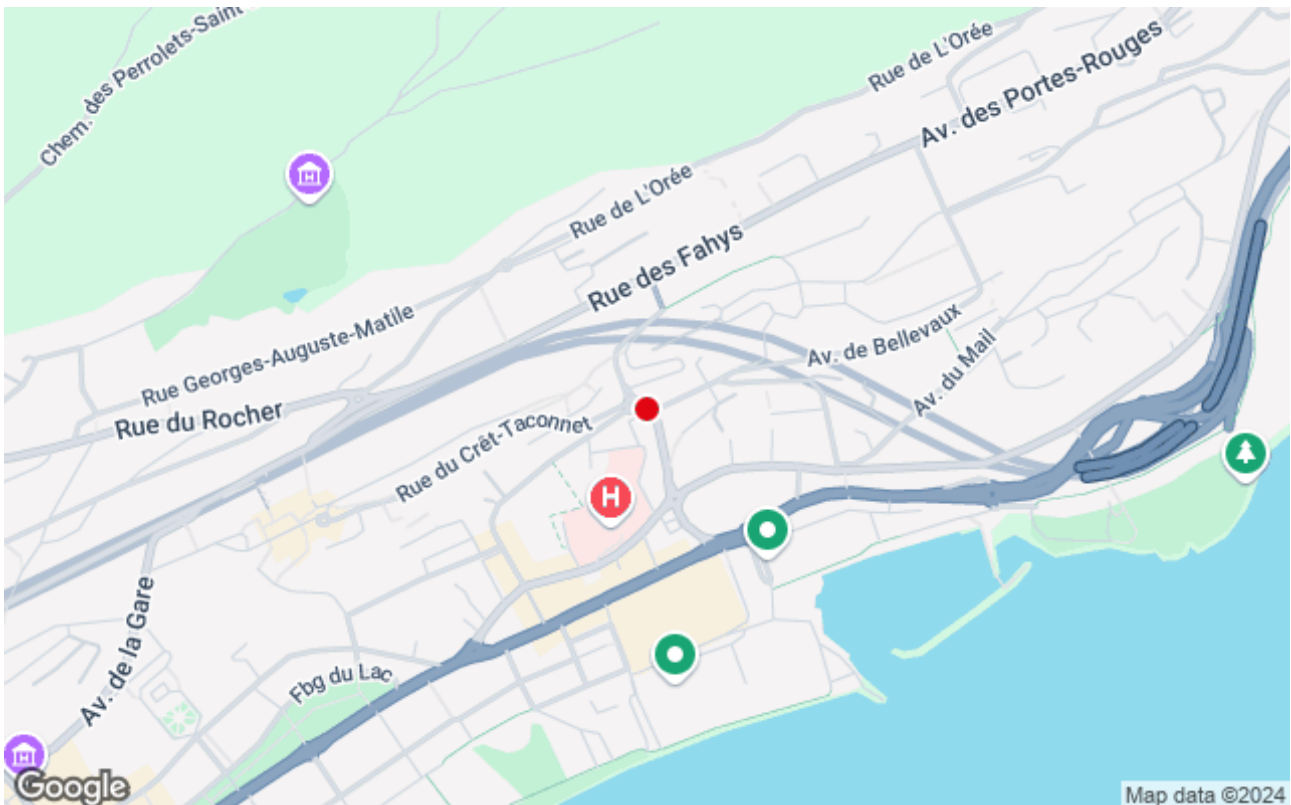 Chem. des Perrolets-Saint
Rue de L'Orée
Av. des Portes-Rouges
Rue de L'Orée
Rue des Fahys
Rue Georges-Auguste-Matile
Av. de Bellevaux
Av. du Mail
Rue du Rocher
Rue du Crêt-Taconnet
H
Av. de la Gare
Fbg du Lac
Google
Map data ©2024